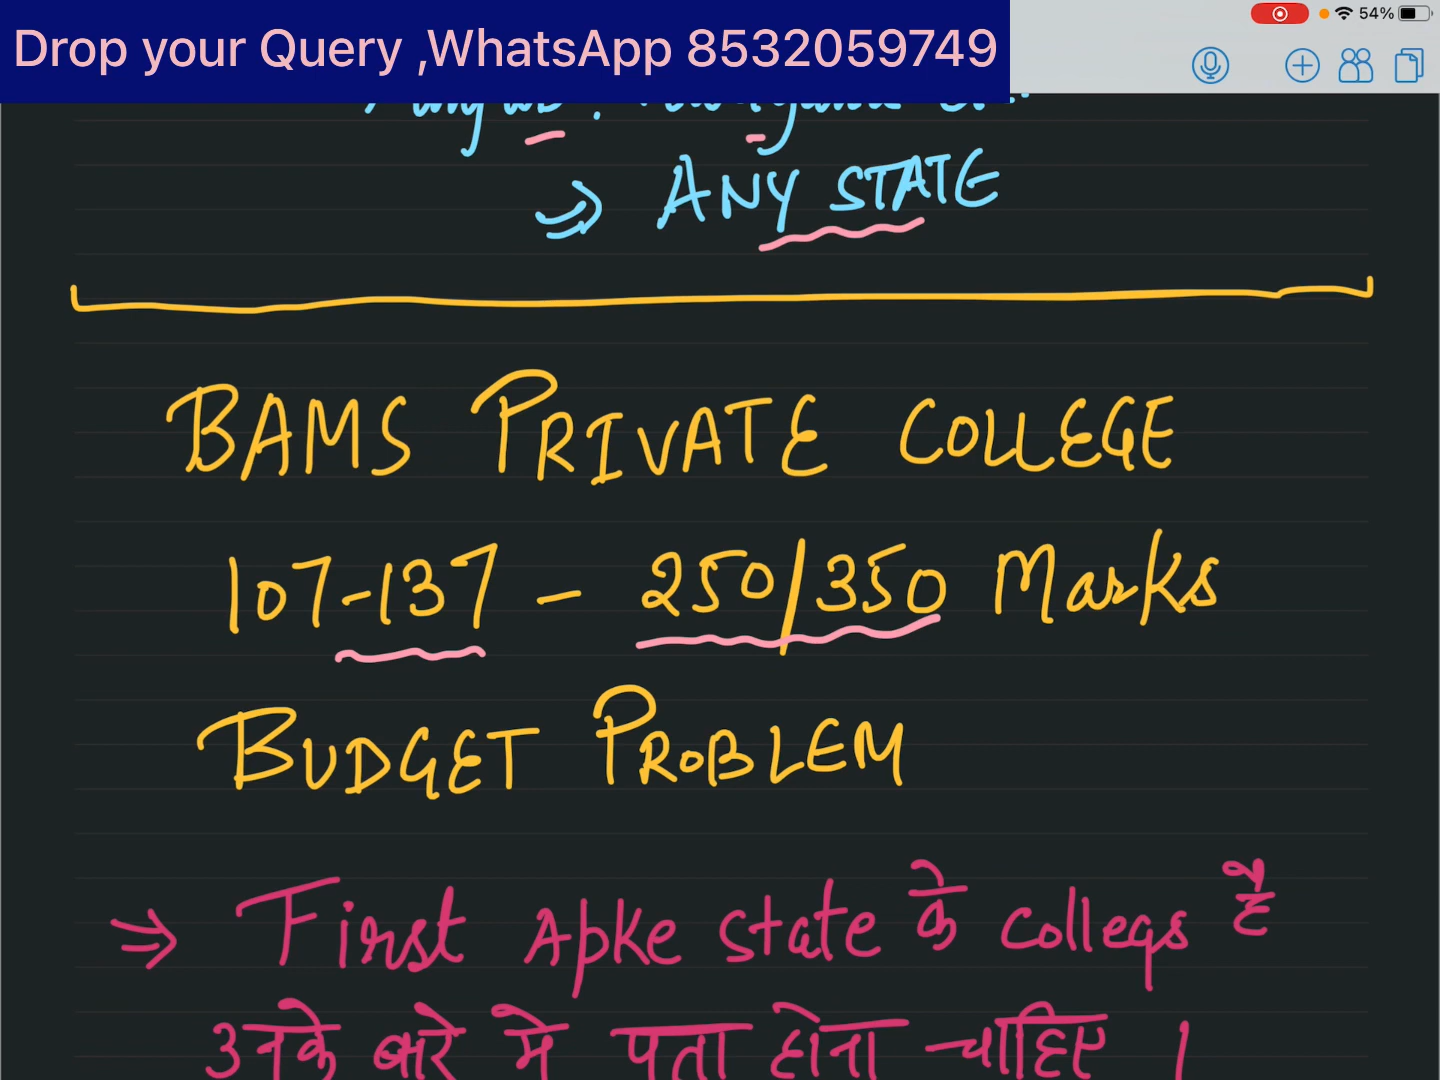 Drop your Query ,WhatsApp 8532059749
54%
⇒ ANY STATE
BAMS PRIVATE COLLEGE
107-137 - 250/350 Marks
BUDGET PROBLEM
⇒ First Apke state के collegs है
उनके बारे मे पता होना चाहिए ।